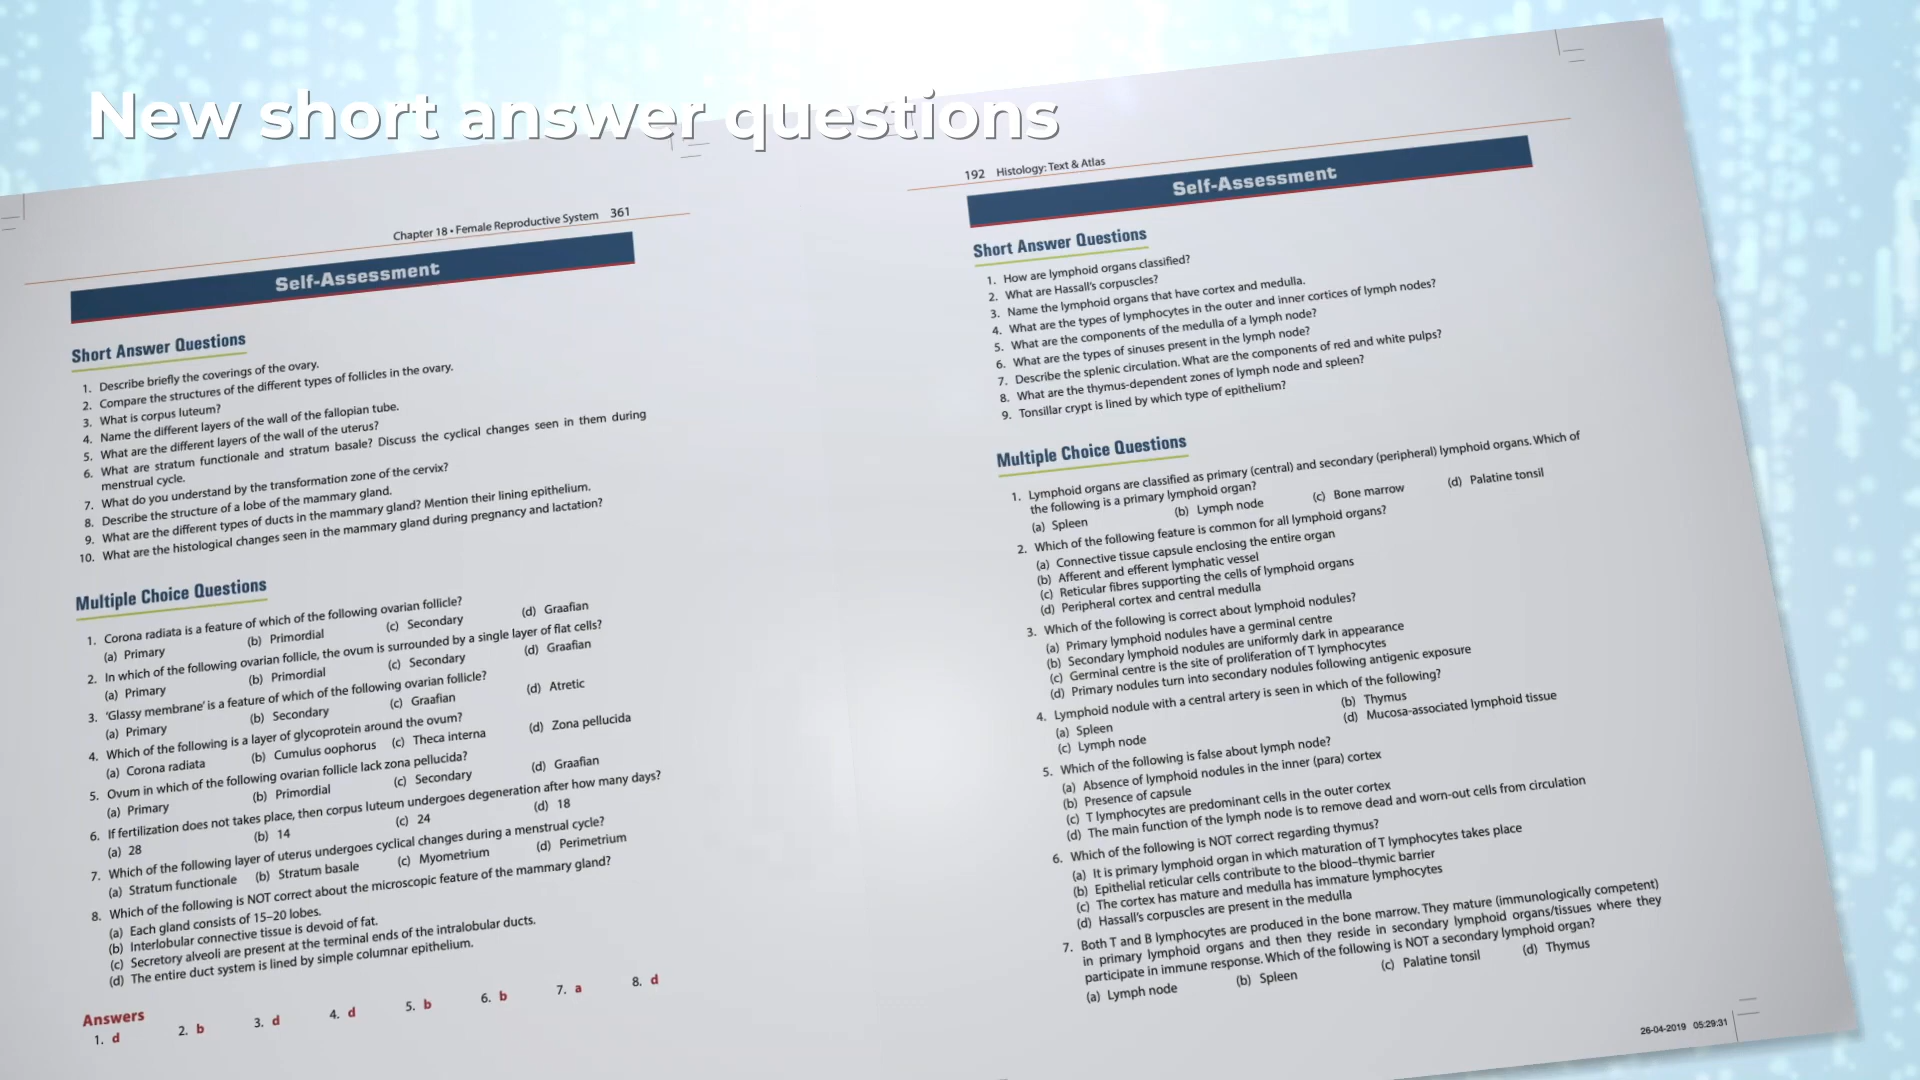 New short answer questions
Chapter 18 • Female Reproductive System 361
Self-Assessment
Short Answer Questions
1. Describe briefly the coverings of the ovary.
2. Compare the structures of the different types of follicles in the ovary.
3. What is corpus luteum?
4. Name the different layers of the wall of the fallopian tube.
5. What are the different layers of the wall of the uterus?
6. What are stratum functionale and stratum basale? Discuss the cyclical changes seen in them during
menstrual cycle.
7. What do you understand by the transformation zone of the cervix?
8. Describe the structure of a lobe of the mammary gland.
9. What are the different types of ducts in the mammary gland? Mention their lining epithelium.
10. What are the histological changes seen in the mammary gland during pregnancy and lactation?
Multiple Choice Questions
1. Corona radiata is a feature of which of the following ovarian follicle?
(a) Primary (b) Primordial (c) Secondary (d) Graafian
2. In which of the following ovarian follicle, the ovum is surrounded by a single layer of flat cells?
(a) Primary (b) Primordial (c) Secondary (d) Graafian
3. ‘Glassy membrane’ is a feature of which of the following ovarian follicle?
(a) Primary (b) Secondary (c) Graafian (d) Atretic
4. Which of the following is a layer of glycoprotein around the ovum?
(a) Corona radiata (b) Cumulus oophorus (c) Theca interna (d) Zona pellucida
5. Ovum in which of the following ovarian follicle lack zona pellucida?
(a) Primary (b) Primordial (c) Secondary (d) Graafian
6. If fertilization does not takes place, then corpus luteum undergoes degeneration after how many days?
(a) 28 (b) 14 (c) 24 (d) 18
7. Which of the following layer of uterus undergoes cyclical changes during a menstrual cycle?
(a) Stratum functionale (b) Stratum basale (c) Myometrium (d) Perimetrium
8. Which of the following is NOT correct about the microscopic feature of the mammary gland?
(a) Each gland consists of 15–20 lobes.
(b) Interlobular connective tissue is devoid of fat.
(c) Secretory alveoli are present at the terminal ends of the intralobular ducts.
(d) The entire duct system is lined by simple columnar epithelium.
Answers
1. d 2. b 3. d 4. d 5. b 6. b 7. a 8. d
192 Histology: Text & Atlas
Self-Assessment
Short Answer Questions
1. How are lymphoid organs classified?
2. What are Hassall’s corpuscles?
3. Name the lymphoid organs that have cortex and medulla.
4. What are the types of lymphocytes in the outer and inner cortices of lymph nodes?
5. What are the components of the medulla of a lymph node?
6. What are the types of sinuses present in the lymph node?
7. Describe the splenic circulation. What are the components of red and white pulps?
8. What are the thymus-dependent zones of lymph node and spleen?
9. Tonsillar crypt is lined by which type of epithelium?
Multiple Choice Questions
1. Lymphoid organs are classified as primary (central) and secondary (peripheral) lymphoid organs. Which of
the following is a primary lymphoid organ?
(a) Spleen (b) Lymph node (c) Bone marrow (d) Palatine tonsil
2. Which of the following feature is common for all lymphoid organs?
(a) Connective tissue capsule enclosing the entire organ
(b) Afferent and efferent lymphatic vessel
(c) Reticular fibres supporting the cells of lymphoid organs
(d) Peripheral cortex and central medulla
3. Which of the following is correct about lymphoid nodules?
(a) Primary lymphoid nodules have a germinal centre
(b) Secondary lymphoid nodules are uniformly dark in appearance
(c) Germinal centre is the site of proliferation of T lymphocytes
(d) Primary nodules turn into secondary nodules following antigenic exposure
4. Lymphoid nodule with a central artery is seen in which of the following?
(a) Spleen (b) Thymus
(c) Lymph node (d) Mucosa-associated lymphoid tissue
5. Which of the following is false about lymph node?
(a) Absence of lymphoid nodules in the inner (para) cortex
(b) Presence of capsule
(c) T lymphocytes are predominant cells in the outer cortex
(d) The main function of the lymph node is to remove dead and worn-out cells from circulation
6. Which of the following is NOT correct regarding thymus?
(a) It is primary lymphoid organ in which maturation of T lymphocytes takes place
(b) Epithelial reticular cells contribute to the blood–thymic barrier
(c) The cortex has mature and medulla has immature lymphocytes
(d) Hassall’s corpuscles are present in the medulla
7. Both T and B lymphocytes are produced in the bone marrow. They mature (immunologically competent)
in primary lymphoid organs and then they reside in secondary lymphoid organs/tissues where they
participate in immune response. Which of the following is NOT a secondary lymphoid organ?
(a) Lymph node (b) Spleen (c) Palatine tonsil (d) Thymus
26-04-2019 05:29:31